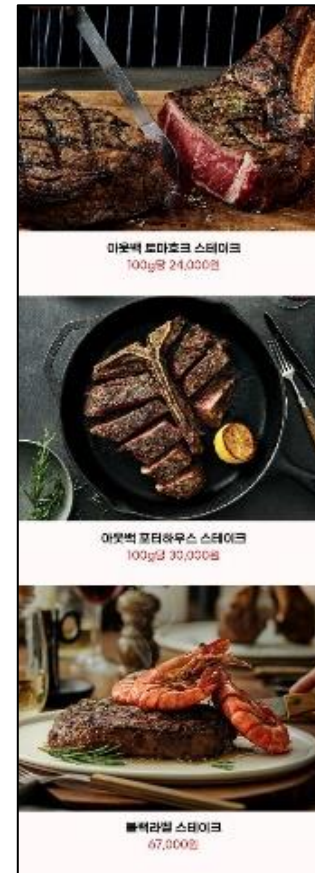 아웃백 토마호크 스테이크
100g당 24,000원
아웃백 포터하우스 스테이크
100g당 30,000원
블랙라벨 스테이크
67,000원